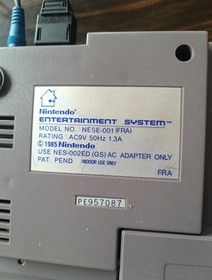 Nintendo
ENTERTAINMENT SYSTEM™
MODEL NO.: NESE-001(FRA)
RATING: AC9V 50Hz 1.3A
©1985 Nintendo
USE NES-002ED (GS) AC ADAPTER ONLY
PAT. PEND INDOOR USE ONLY
FRA
PE957087